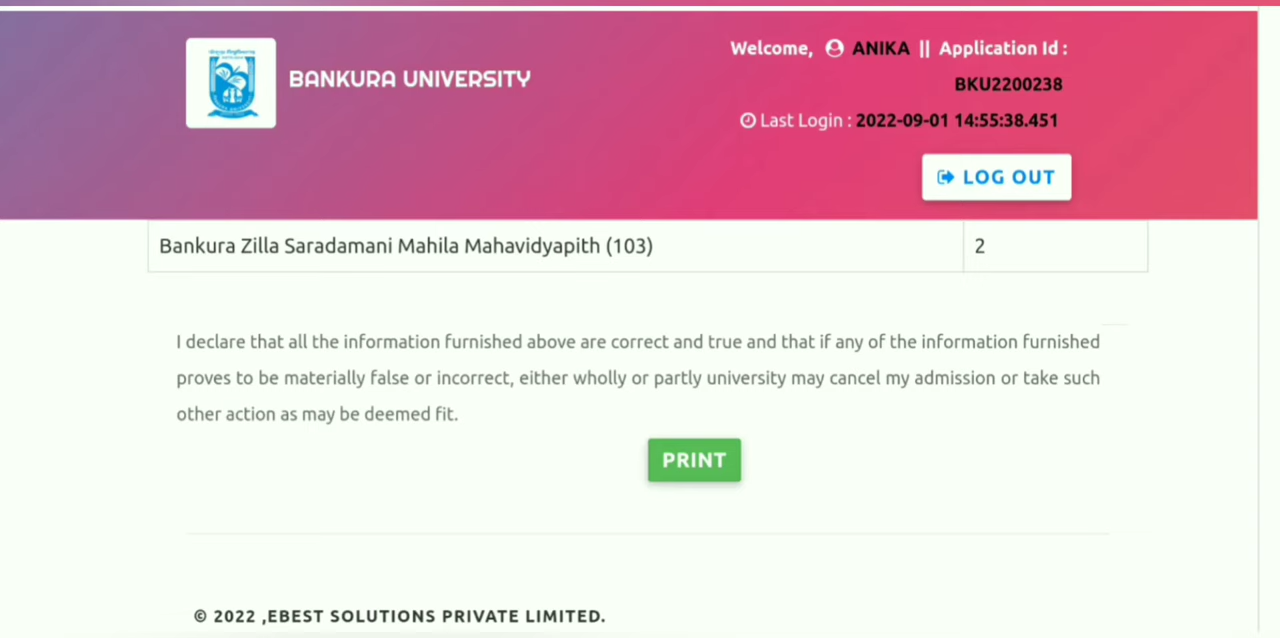 Welcome, ANIKA || Application Id :
BANKURA UNIVERSITY
BKU2200238
Last Login : 2022-09-01 14:55:38.451
LOG OUT
Bankura Zilla Saradamani Mahila Mahavidyapith (103) 2
I declare that all the information furnished above are correct and true and that if any of the information furnished
proves to be materially false or incorrect, either wholly or partly university may cancel my admission or take such
other action as may be deemed fit.
PRINT
© 2022 ,EBEST SOLUTIONS PRIVATE LIMITED.